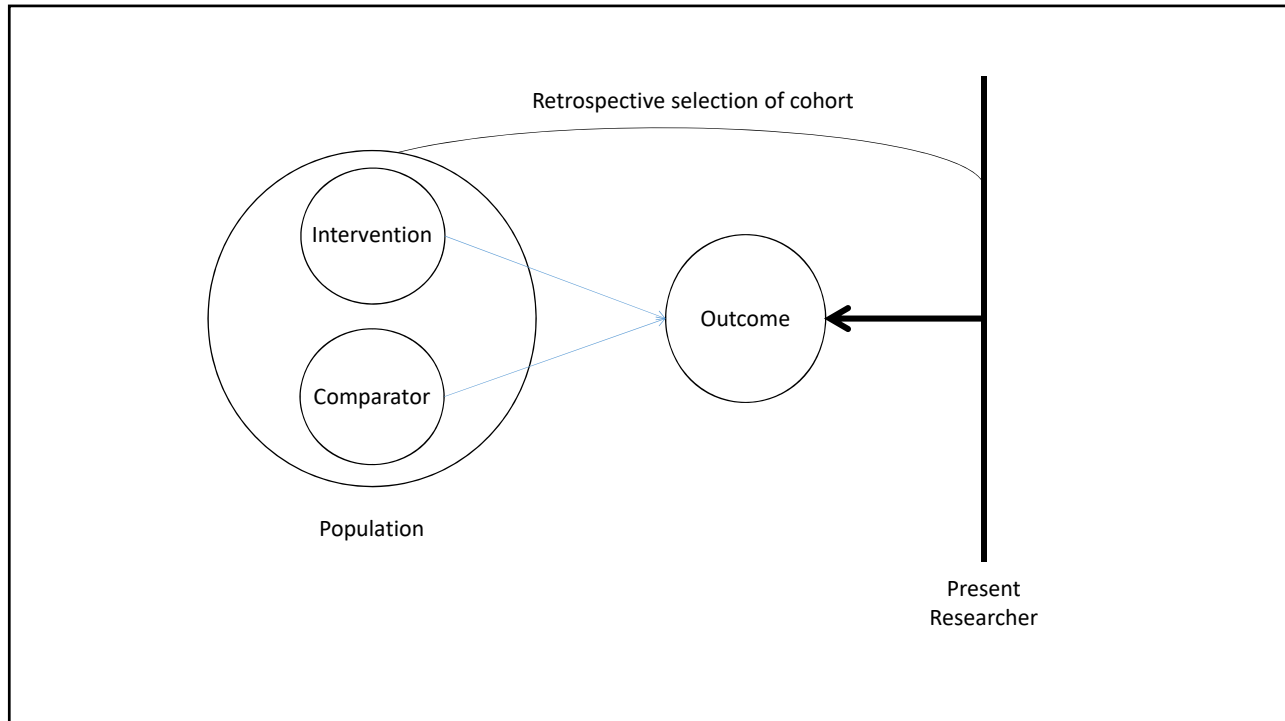 Retrospective selection of cohort
Intervention
Outcome
Comparator
Population
Present
Researcher